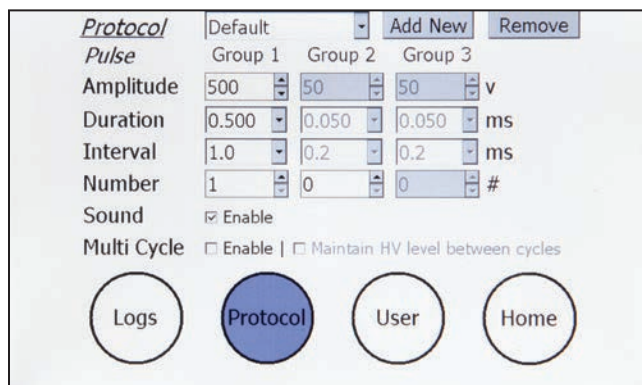 Protocol Default Add New Remove
Pulse Group 1 Group 2 Group 3
Amplitude 500 50 50 v
Duration 0.500 0.050 0.050 ms
Interval 1.0 0.2 0.2 ms
Number 1 0 0 #
Sound Enable
Multi Cycle Enable | Maintain HV level between cycles
Logs Protocol User Home